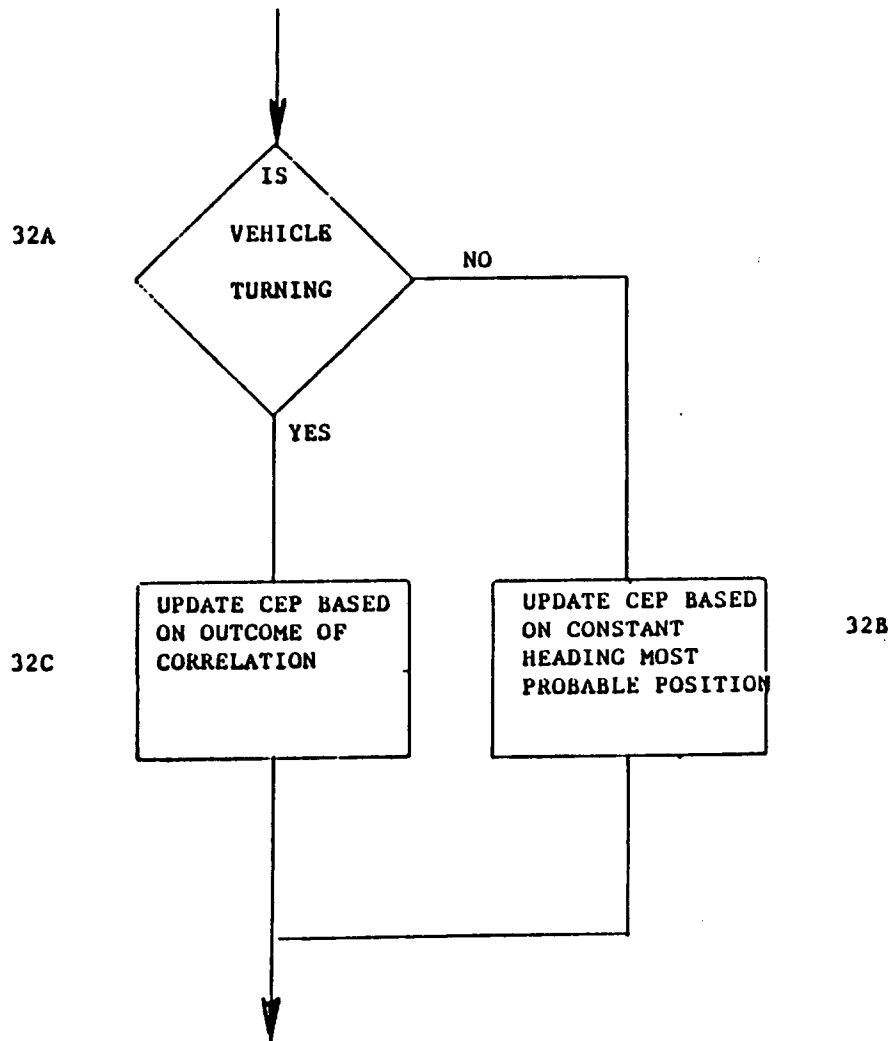 IS
32A
VEHICLE
NO
TURNING
YES
UPDATE CEP BASED
ON OUTCOME OF
CORRELATION
32C
UPDATE CEP BASED
ON CONSTANT
HEADING MOST
PROBABLE POSITION
32B